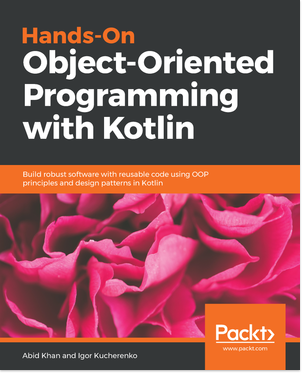 Hands-On
Object-Oriented
Programming
with Kotlin
Build robust software with reusable code using OOP
principles and design patterns in Kotlin
Packt>
www.packt.com
Abid Khan and Igor Kucherenko